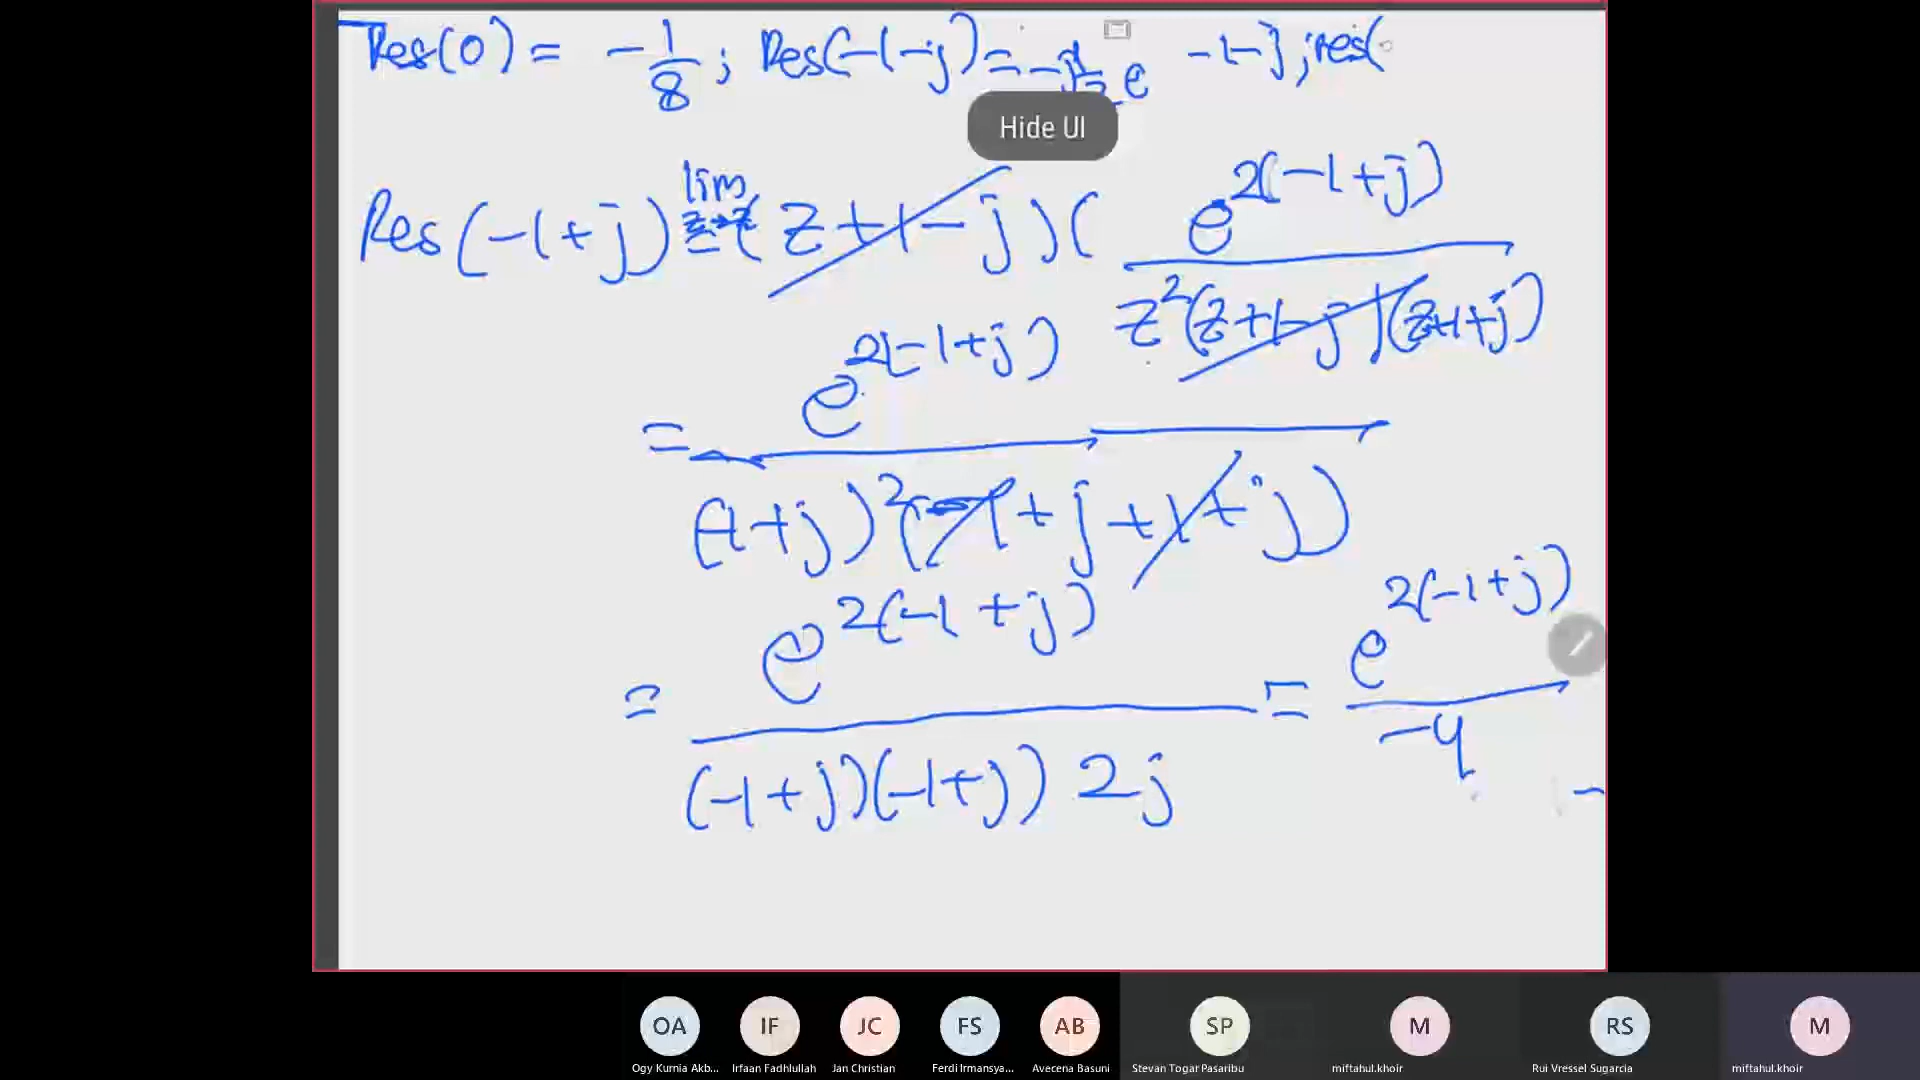 Res(0) = -1/8 ; Res(-1-j) = e -1-j ; res(
Hide UI
Res(-1+j) = lim (z+1-j) ( e^2(-1+j) / z^2(z+1-j)(z+1+j)
= e^2(-1+j) / (-1+j)^2(-1+j+1+j)
= e^2(-1+j) / (-1+j)(-1+j) 2j = e^2(-1+j) / -4
OA IF JC FS AB SP M RS M
Ogy Kurnia Akb... Irfaan Fadhlullah Jan Christian Ferdi Irmansya... Avecena Basuni Stevan Togar Pasaribu miftahul.khoir Rui Vressel Sugarcia miftahul.khoir